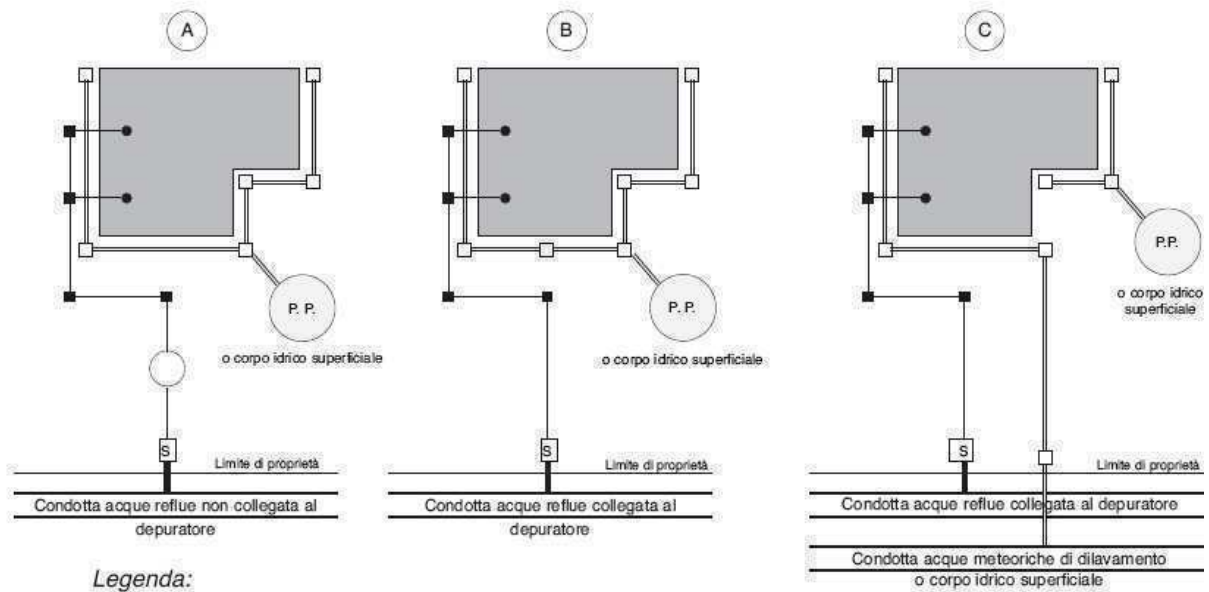 A
B
C
P. P.
o corpo idrico superficiale
S
Limite di proprietà
Condotta acque reflue non collegata al
depuratore
P. P.
o corpo idrico superficiale
S
Limite di proprietà
Condotta acque reflue collegata al
depuratore
P.P.
o corpo idrico
superficiale
S
Limite di proprietà
Condotta acque reflue collegata al depuratore
Condotta acque meteoriche di dilavamento
o corpo idrico superficiale
Legenda: